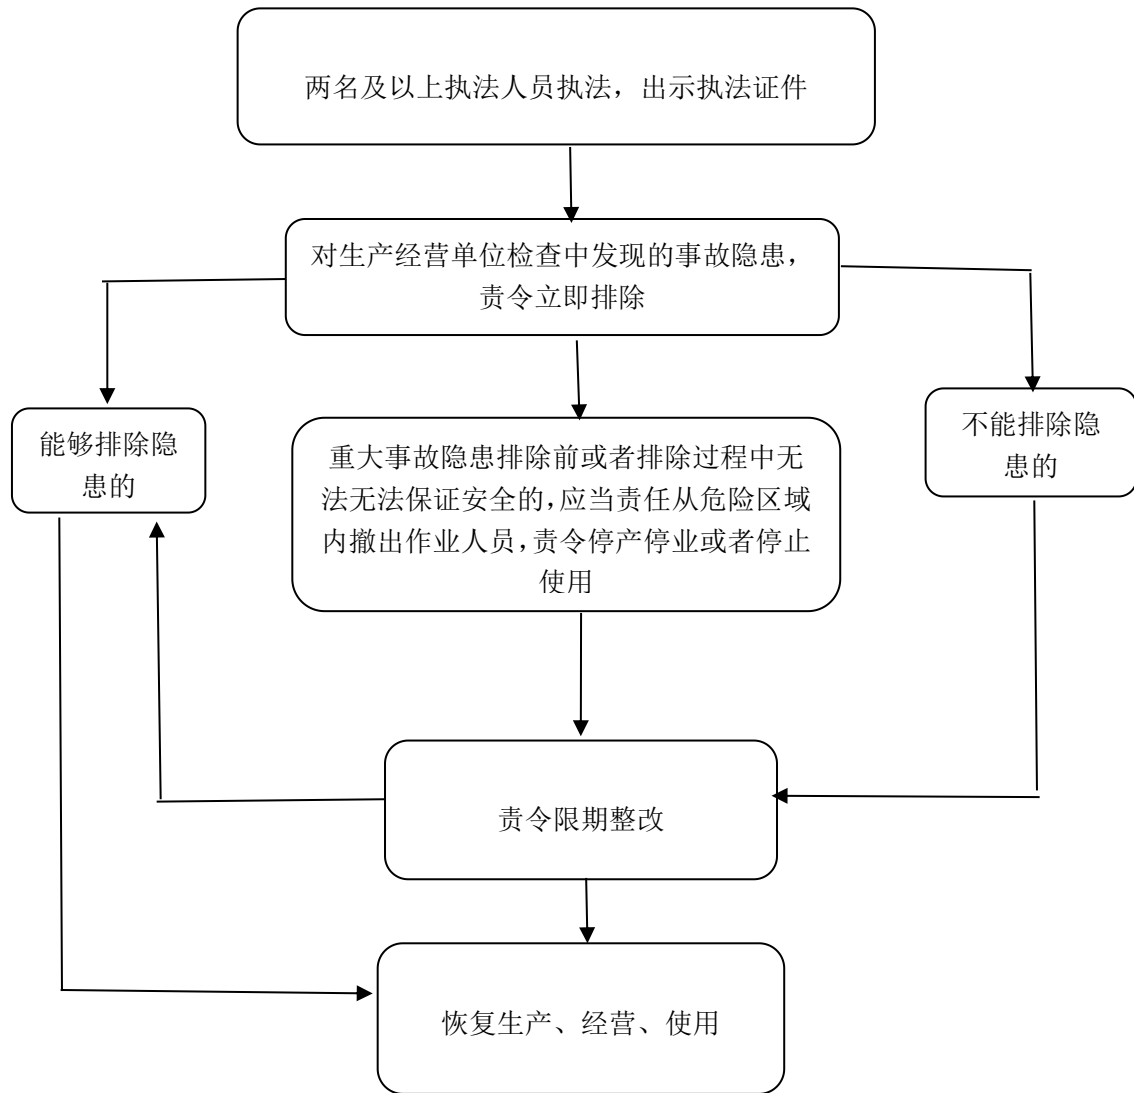 两名及以上执法人员执法，出示执法证件
对生产经营单位检查中发现的事故隐患，
责令立即排除
能够排除隐
患的
重大事故隐患排除前或者排除过程中无
法无法保证安全的，应当责任从危险区域
内撤出作业人员，责令停产停业或者停止
使用
不能排除隐
患的
责令限期整改
恢复生产、经营、使用